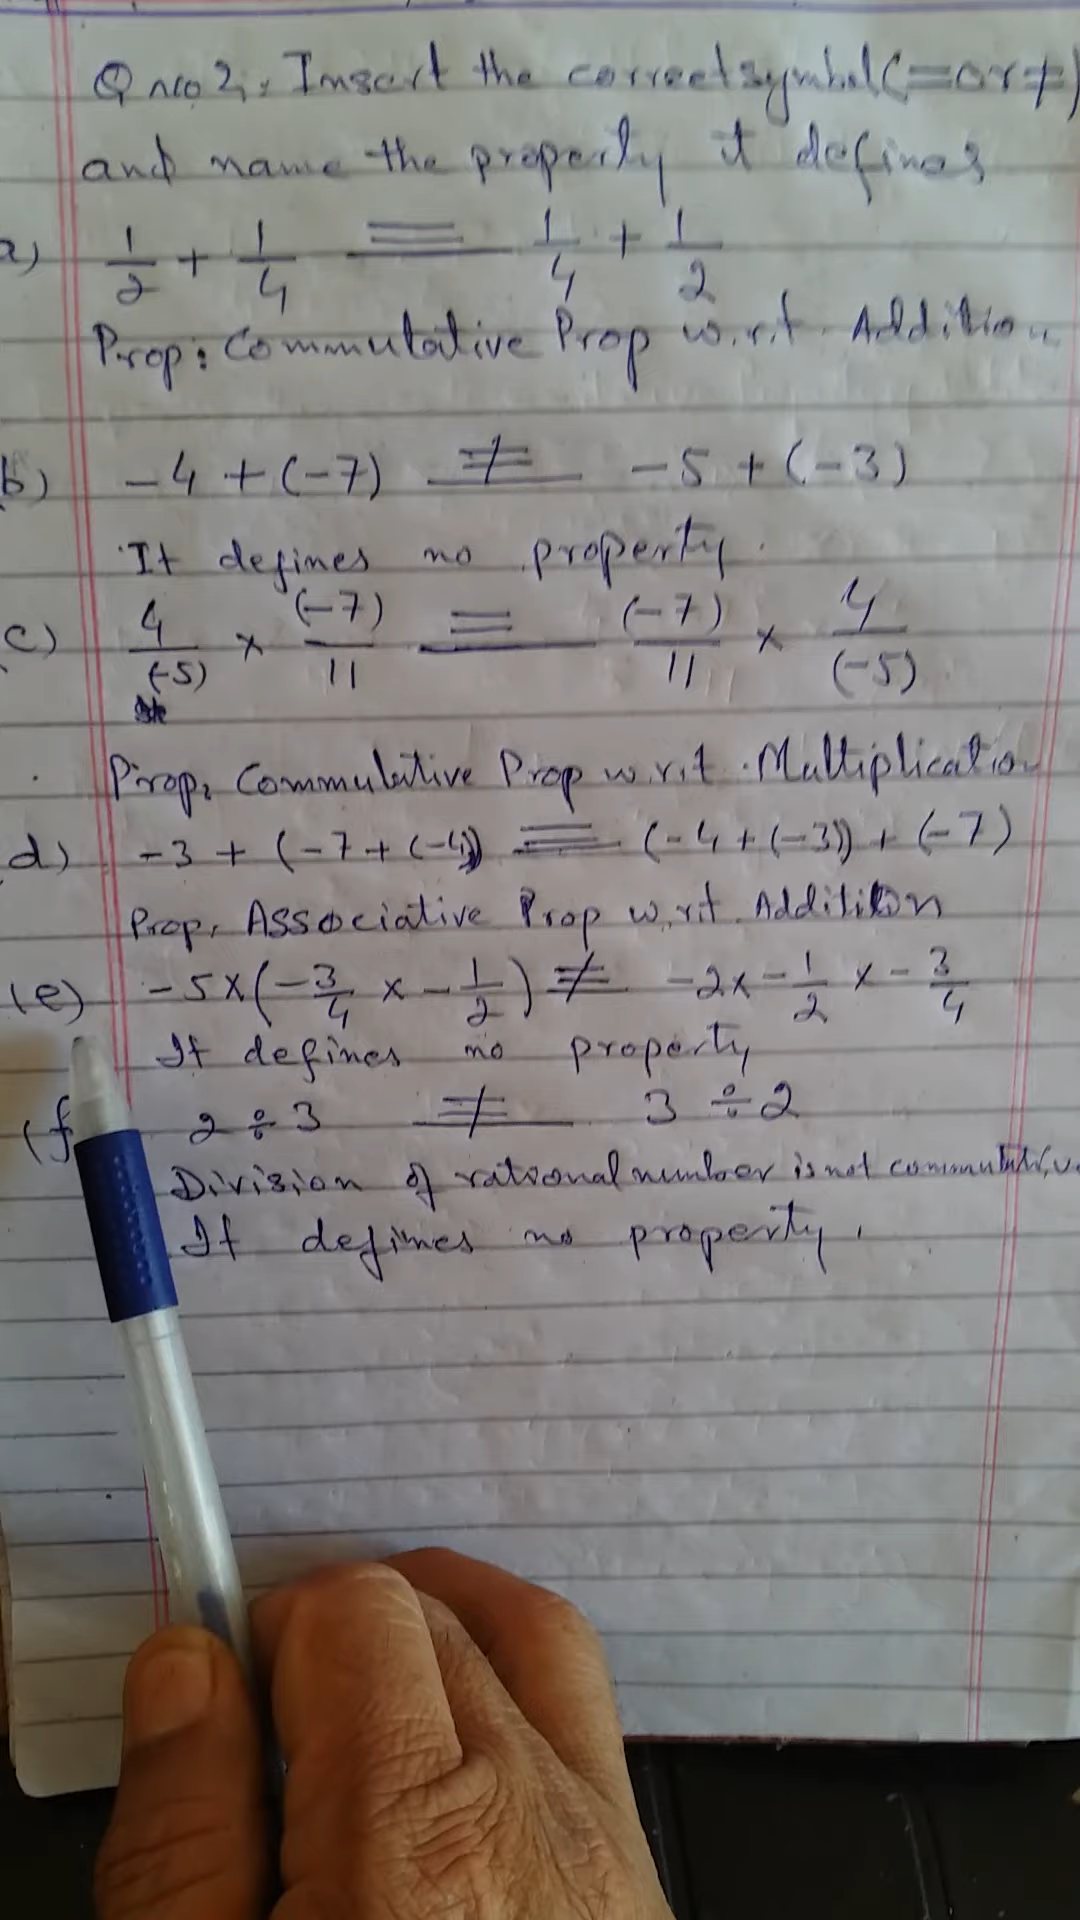 Q no 2: Insert the correct symbol (= or ≠)
and name the property it defines
a) 1/2 + 1/4 = 1/4 + 1/2
Prop: Commutative Prop w.r.t. Addition
b) -4 + (-7) ≠ -5 + (-3)
It defines no property.
c) 4/(-5) × (-7)/11 = (-7)/11 × 4/(-5)
Prop, Commutative Prop w.r.t. Multiplication
d) -3 + (-7 + (-4)) = (-4 + (-3)) + (-7)
Prop, Associative Prop w.r.t. Addition
(e) -5 × (-3/4 × -1/2) ≠ -2 × -1/2 × -3/4
It defines no property
(f 2 ÷ 3 ≠ 3 ÷ 2
Division of rational number is not commutative
It defines no property.